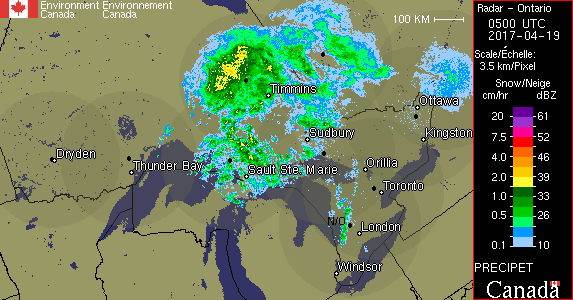 Environment Environnement
Canada Canada
100 KM
Timmins
Ottawa
Sudbury
Kingston
Dryden
Thunder Bay
Sault Ste. Marie
Orillia
Toronto
N/O
London
Windsor
Radar - Ontario
0500 UTC
2017-04-19
Scale/Échelle:
3.5 km/Pixel
Snow/Neige
cm/hr dBZ
20 61
7.5 52
4.0 46
2.0 39
1.0 33
0.5 26
0.1 10
PRECIPET
Canada